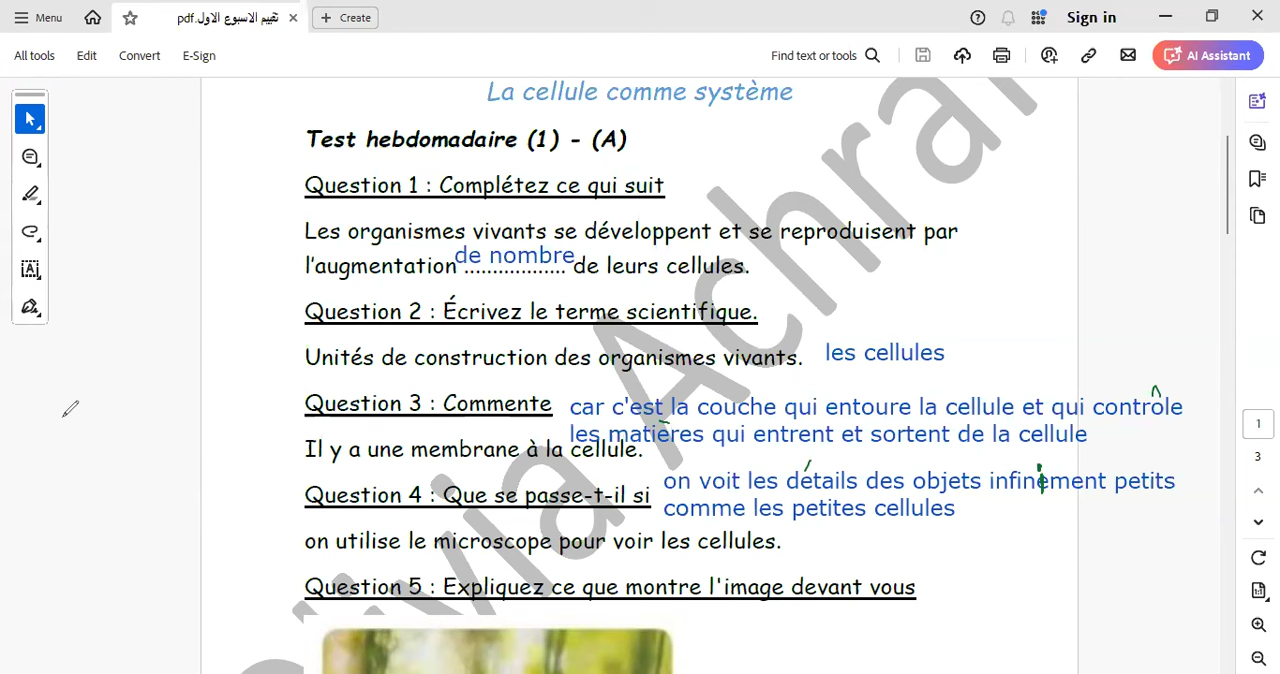 Menu
تقييم الاسبوع الاول.pdf
Create
Sign in
All tools
Edit
Convert
E-Sign
Find text or tools
AI Assistant
La cellule comme système
Test hebdomadaire (1) - (A)
Question 1 : Complétez ce qui suit
Les organismes vivants se développent et se reproduisent par
l'augmentation .................. de leurs cellules.
de nombre
Question 2 : Écrivez le terme scientifique.
Unités de construction des organismes vivants.
les cellules
Question 3 : Commente
car c'est la couche qui entoure la cellule et qui contrôle
les matières qui entrent et sortent de la cellule
Il y a une membrane à la cellule.
Question 4 : Que se passe-t-il si
on voit les détails des objets infiniment petits
comme les petites cellules
on utilise le microscope pour voir les cellules.
Question 5 : Expliquez ce que montre l'image devant vous
Achraf
1
3